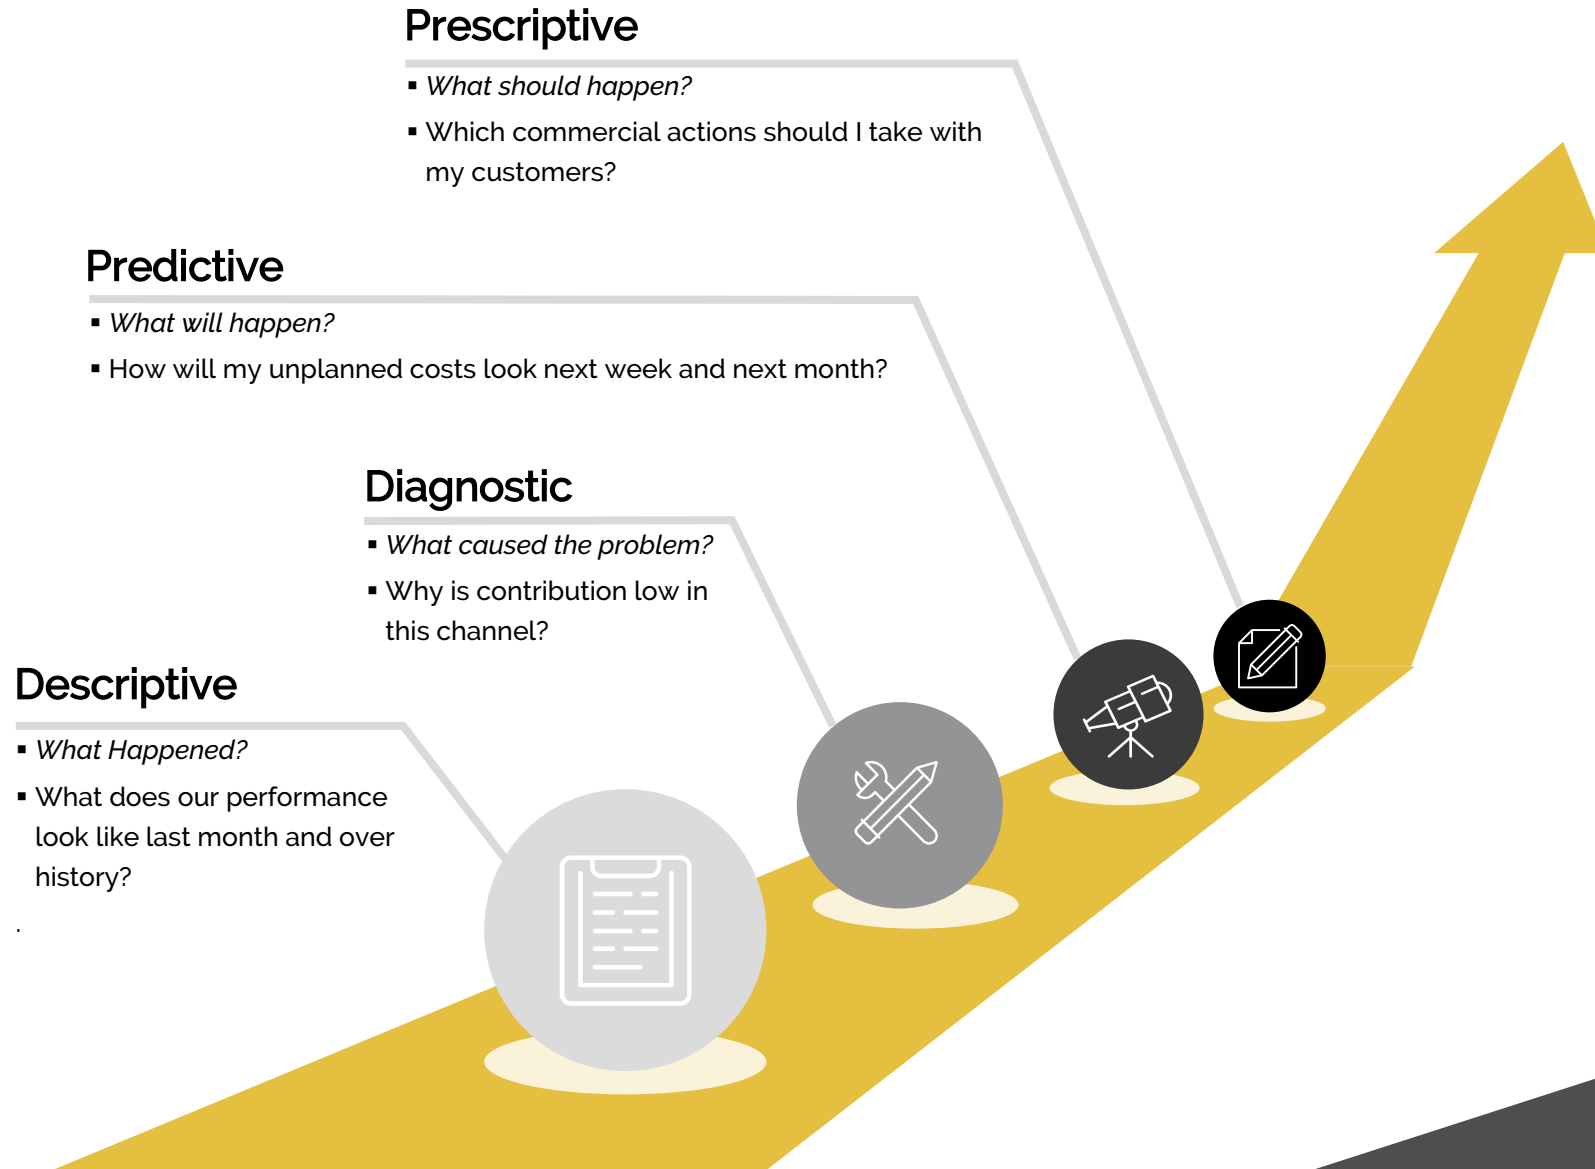 Prescriptive
▪ What should happen?
▪ Which commercial actions should I take with
my customers?
Predictive
▪ What will happen?
▪ How will my unplanned costs look next week and next month?
Diagnostic
▪ What caused the problem?
▪ Why is contribution low in
this channel?
Descriptive
▪ What Happened?
▪ What does our performance
look like last month and over
history?
.